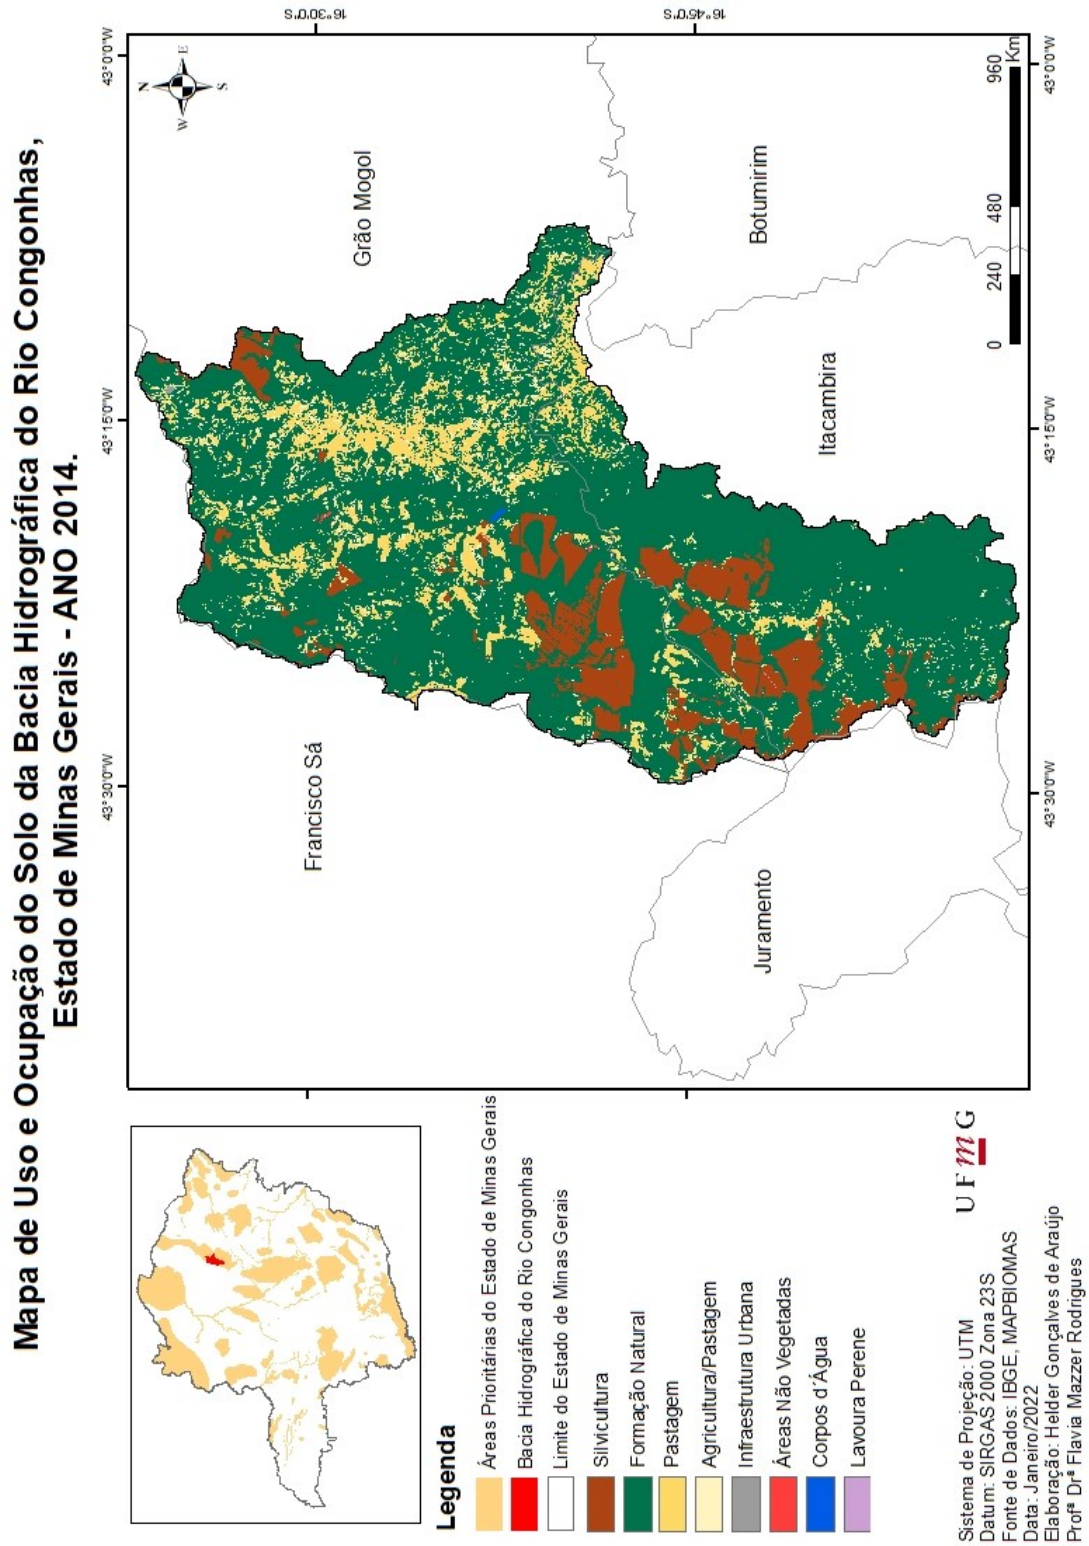 Mapa de Uso e Ocupação do Solo da Bacia Hidrográfica do Rio Congonhas,
Estado de Minas Gerais - ANO 2014.
43°30'0"W
43°15'0"W
43°0'0"W
16°30'0"S
16°45'0"S
N
W
E
S
Francisco Sá
Grão Mogol
Juramento
Itacambira
Botumirim
0 240 480 960
Km
43°30'0"W
43°15'0"W
43°0'0"W
Legenda
Áreas Prioritárias do Estado de Minas Gerais
Bacia Hidrográfica do Rio Congonhas
Limite do Estado de Minas Gerais
Silvicultura
Formação Natural
Pastagem
Agricultura/Pastagem
Infraestrutura Urbana
Áreas Não Vegetadas
Corpos d´Água
Lavoura Perene
Sistema de Projeção: UTM
Datum: SIRGAS 2000 Zona 23S
Fonte de Dados: IBGE, MAPBIOMAS
Data: Janeiro/2022
Elaboração: Helder Gonçalves de Araújo
Profª Drª Flavia Mazzer Rodrigues
UFmG